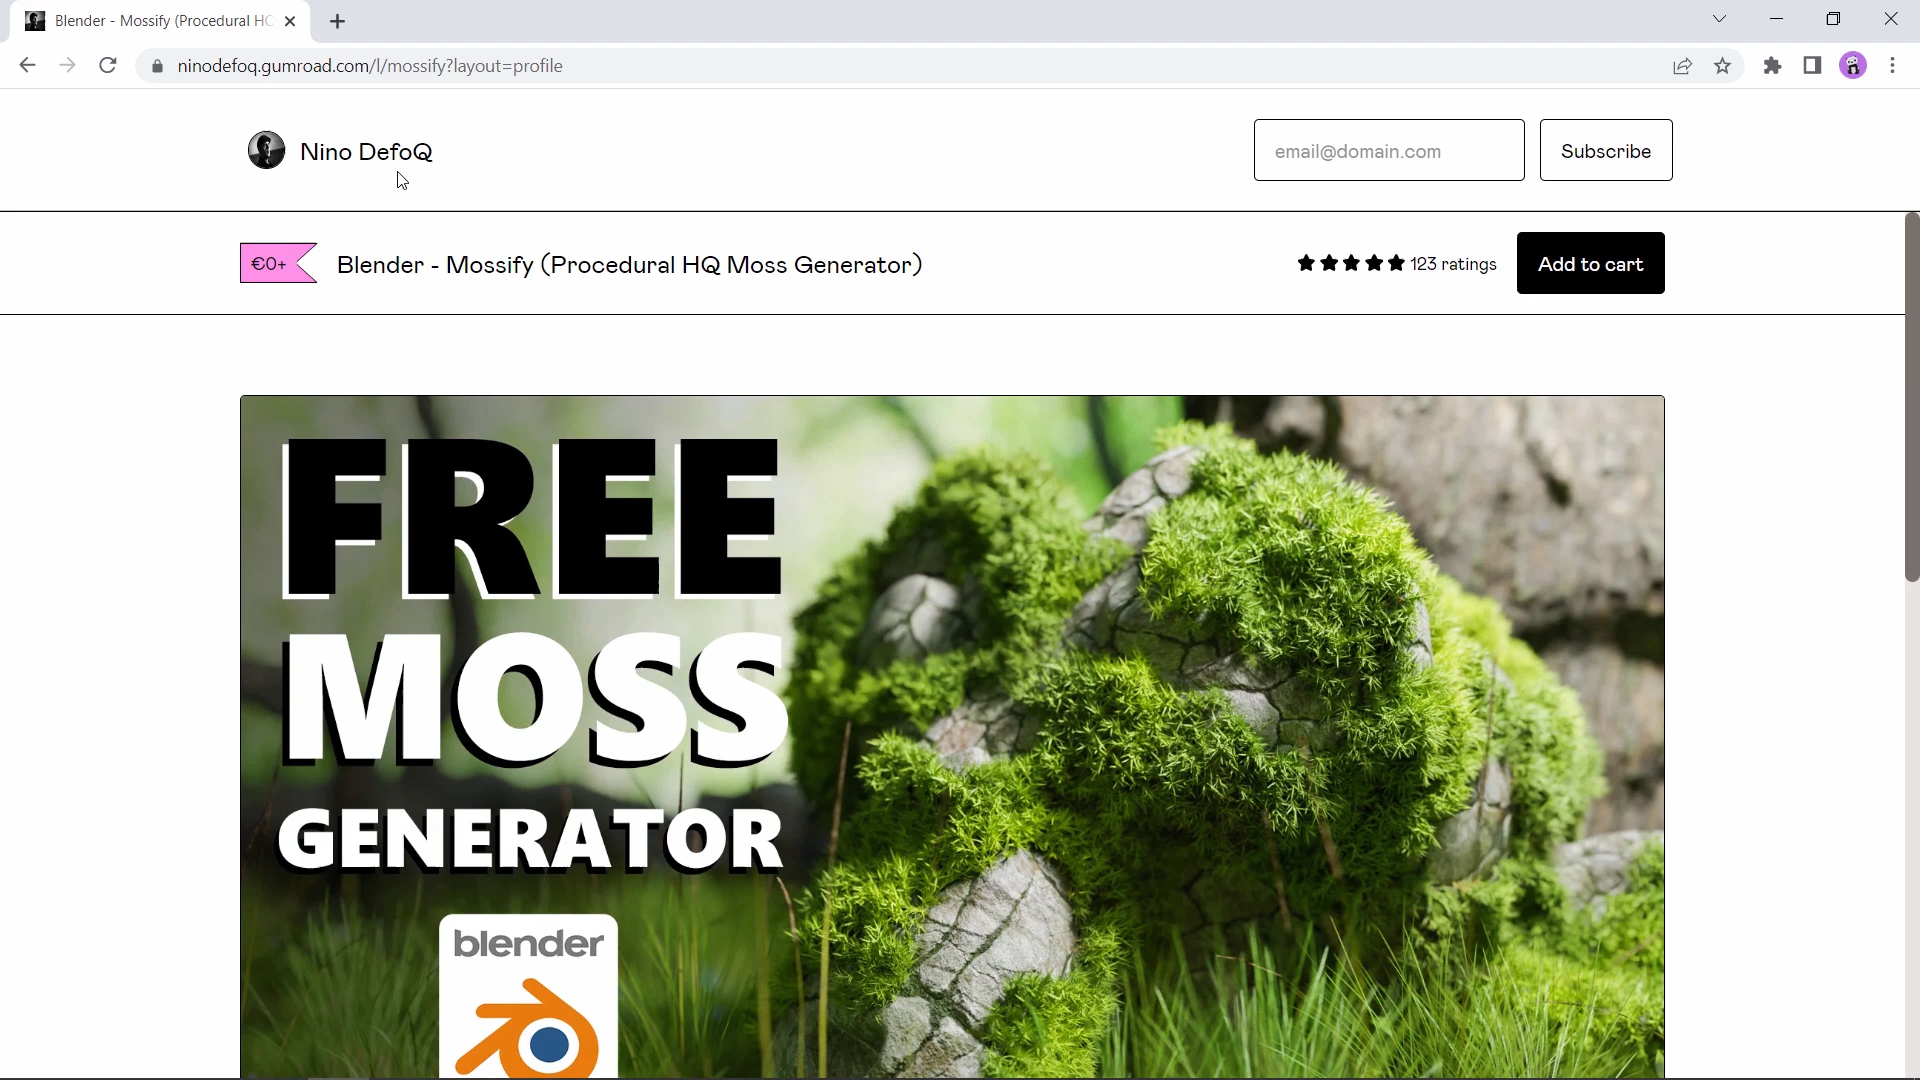 Blender - Mossify (Procedural HQ
ninodefoq.gumroad.com/l/mossify?layout=profile
Nino DefoQ
email@domain.com
Subscribe
€0+
Blender - Mossify (Procedural HQ Moss Generator)
123 ratings
Add to cart
FREE
MOSS
GENERATOR
blender